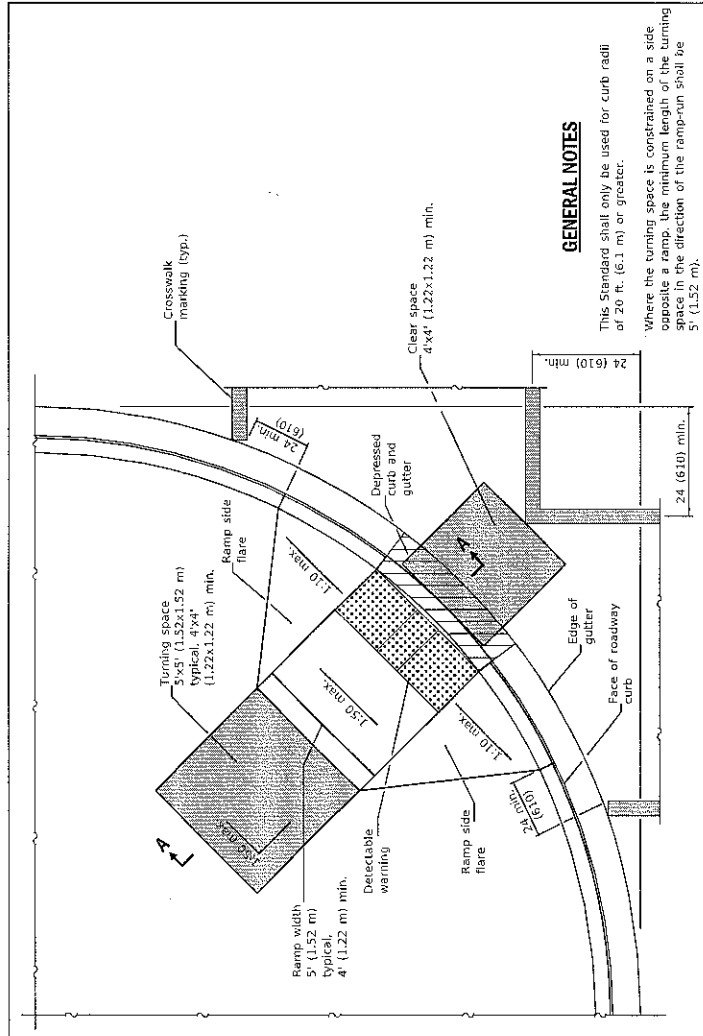 Crosswalk
marking (typ.)
Turning space
5'x5' (1.52x1.52 m)
typical, 4'x4'
(1.22x1.22 m) min.
Ramp side
flare
24 min.
(610)
Depressed
curb and
gutter
Clear space
4'x4' (1.22x1.22 m) min.
A
1:50 max.
1:50 max.
1:10 max.
1:10 max.
A
24 (610) min.
24 (610) min.
Ramp width
5' (1.52 m)
typical,
4' (1.22 m) min.
Detectable
warning
Ramp side
flare
24 min.
(610)
Face of roadway
curb
Edge of
gutter
GENERAL NOTES
This Standard shall only be used for curb radii
of 20 ft. (6.1 m) or greater.
Where the turning space is constrained on a side
opposite a ramp, the minimum length of the turning
space in the direction of the ramp-run shall be
5' (1.52 m).